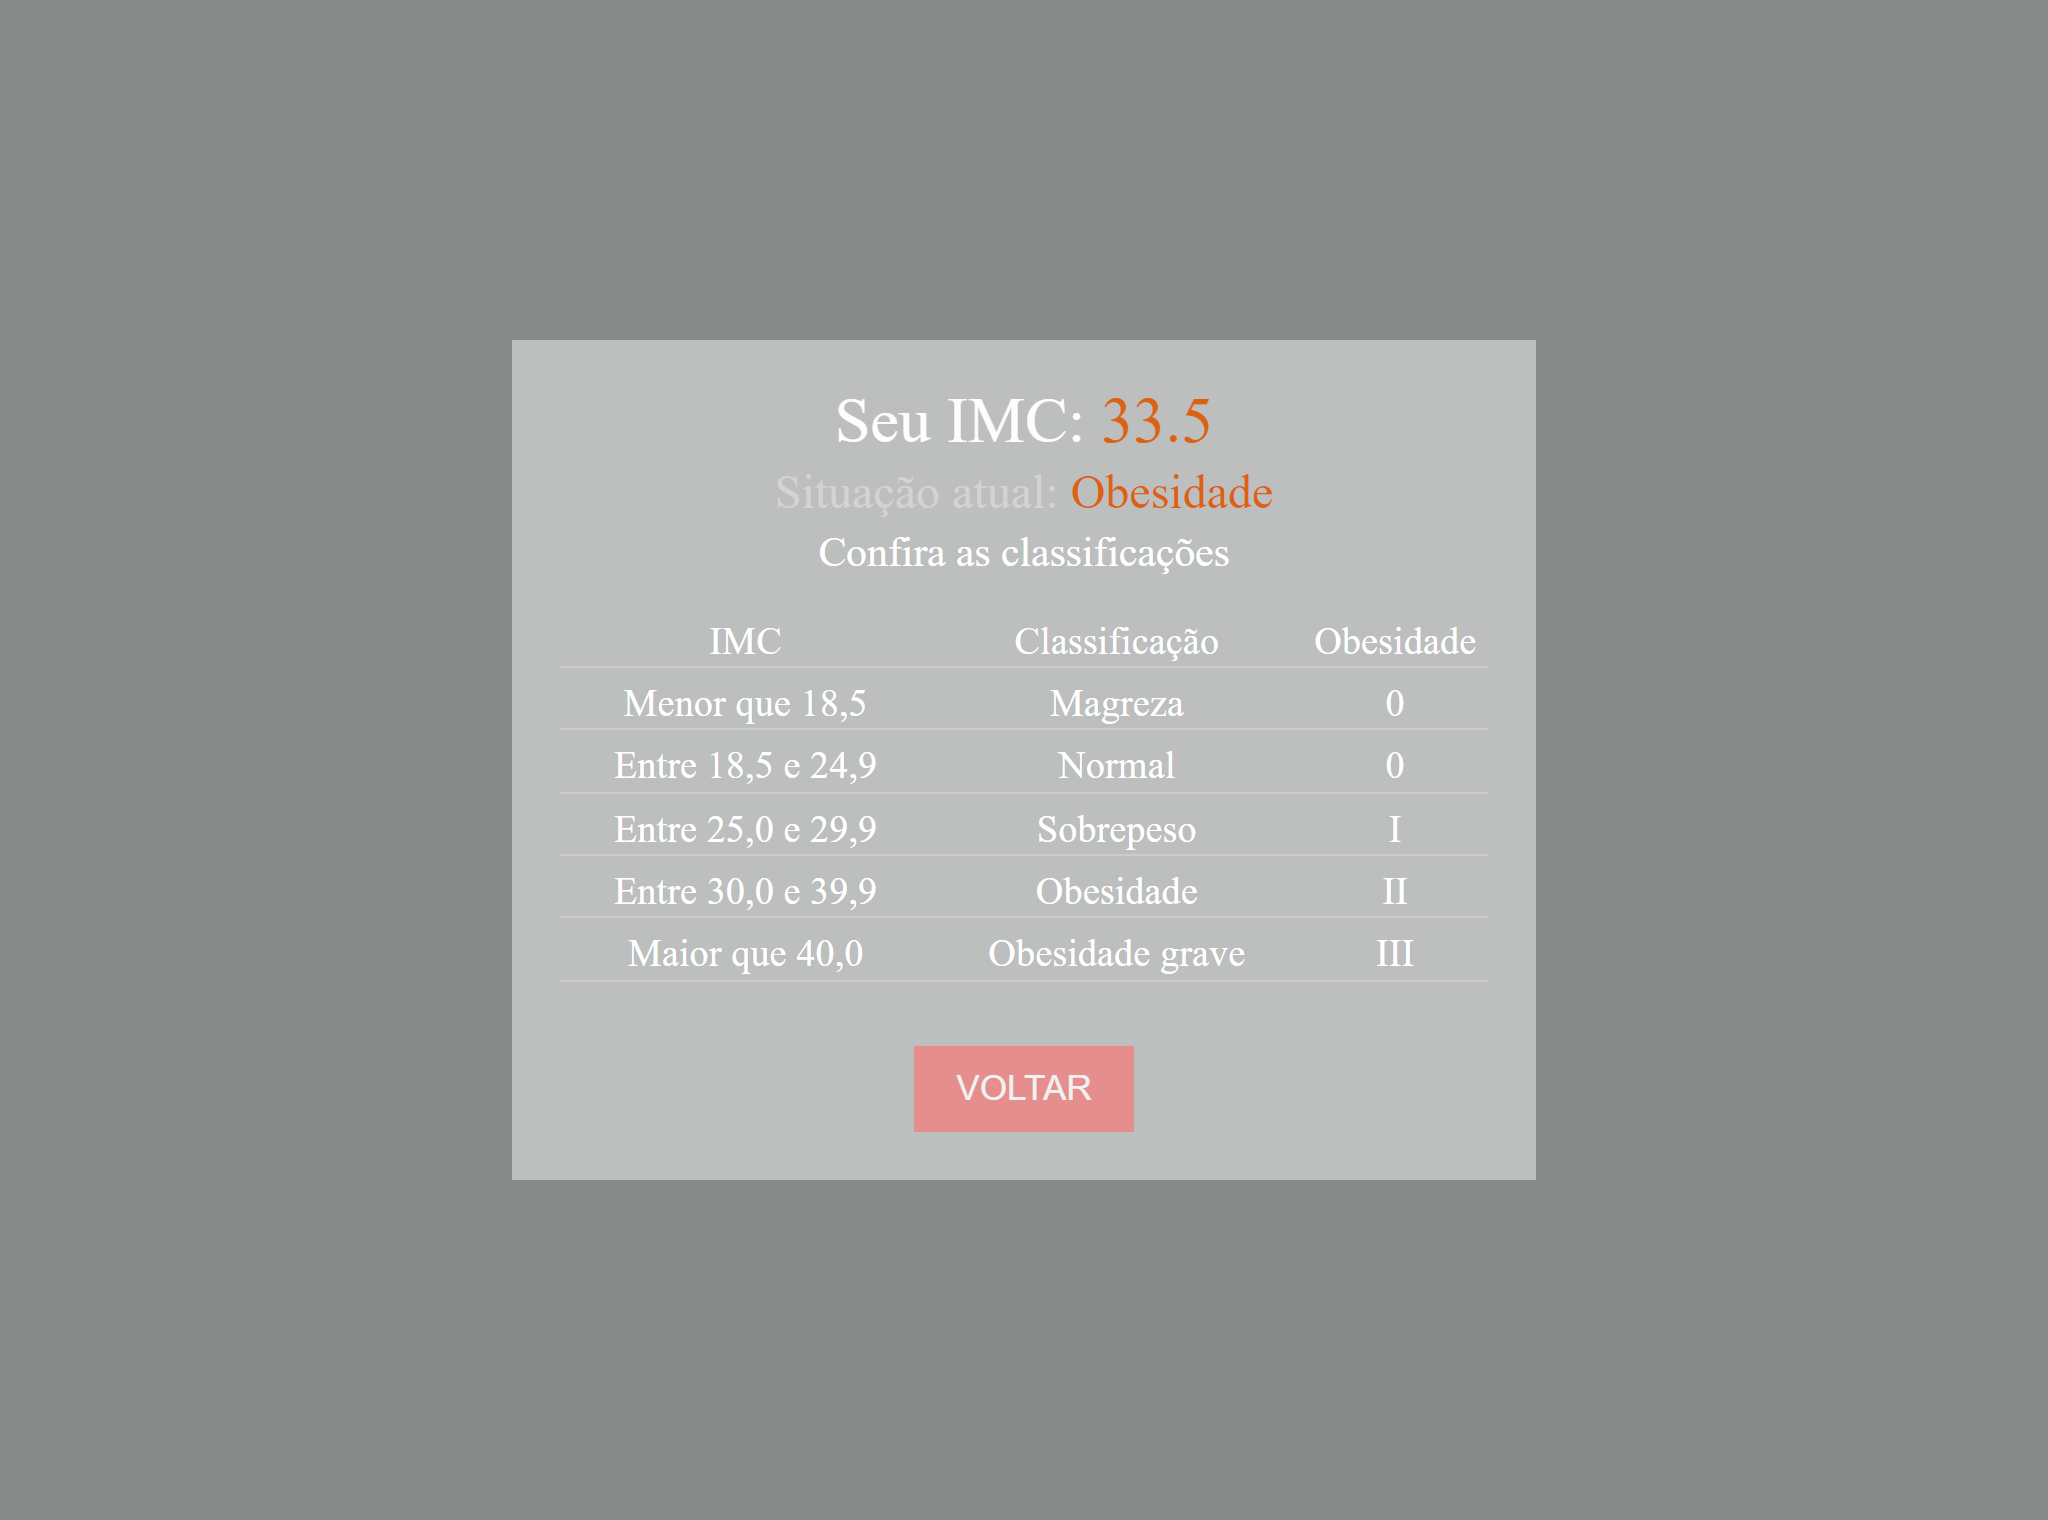 Seu IMC: 33.5
Situação atual: Obesidade
Confira as classificações
IMC Classificação Obesidade
Menor que 18,5 Magreza 0
Entre 18,5 e 24,9 Normal 0
Entre 25,0 e 29,9 Sobrepeso I
Entre 30,0 e 39,9 Obesidade II
Maior que 40,0 Obesidade grave III
VOLTAR